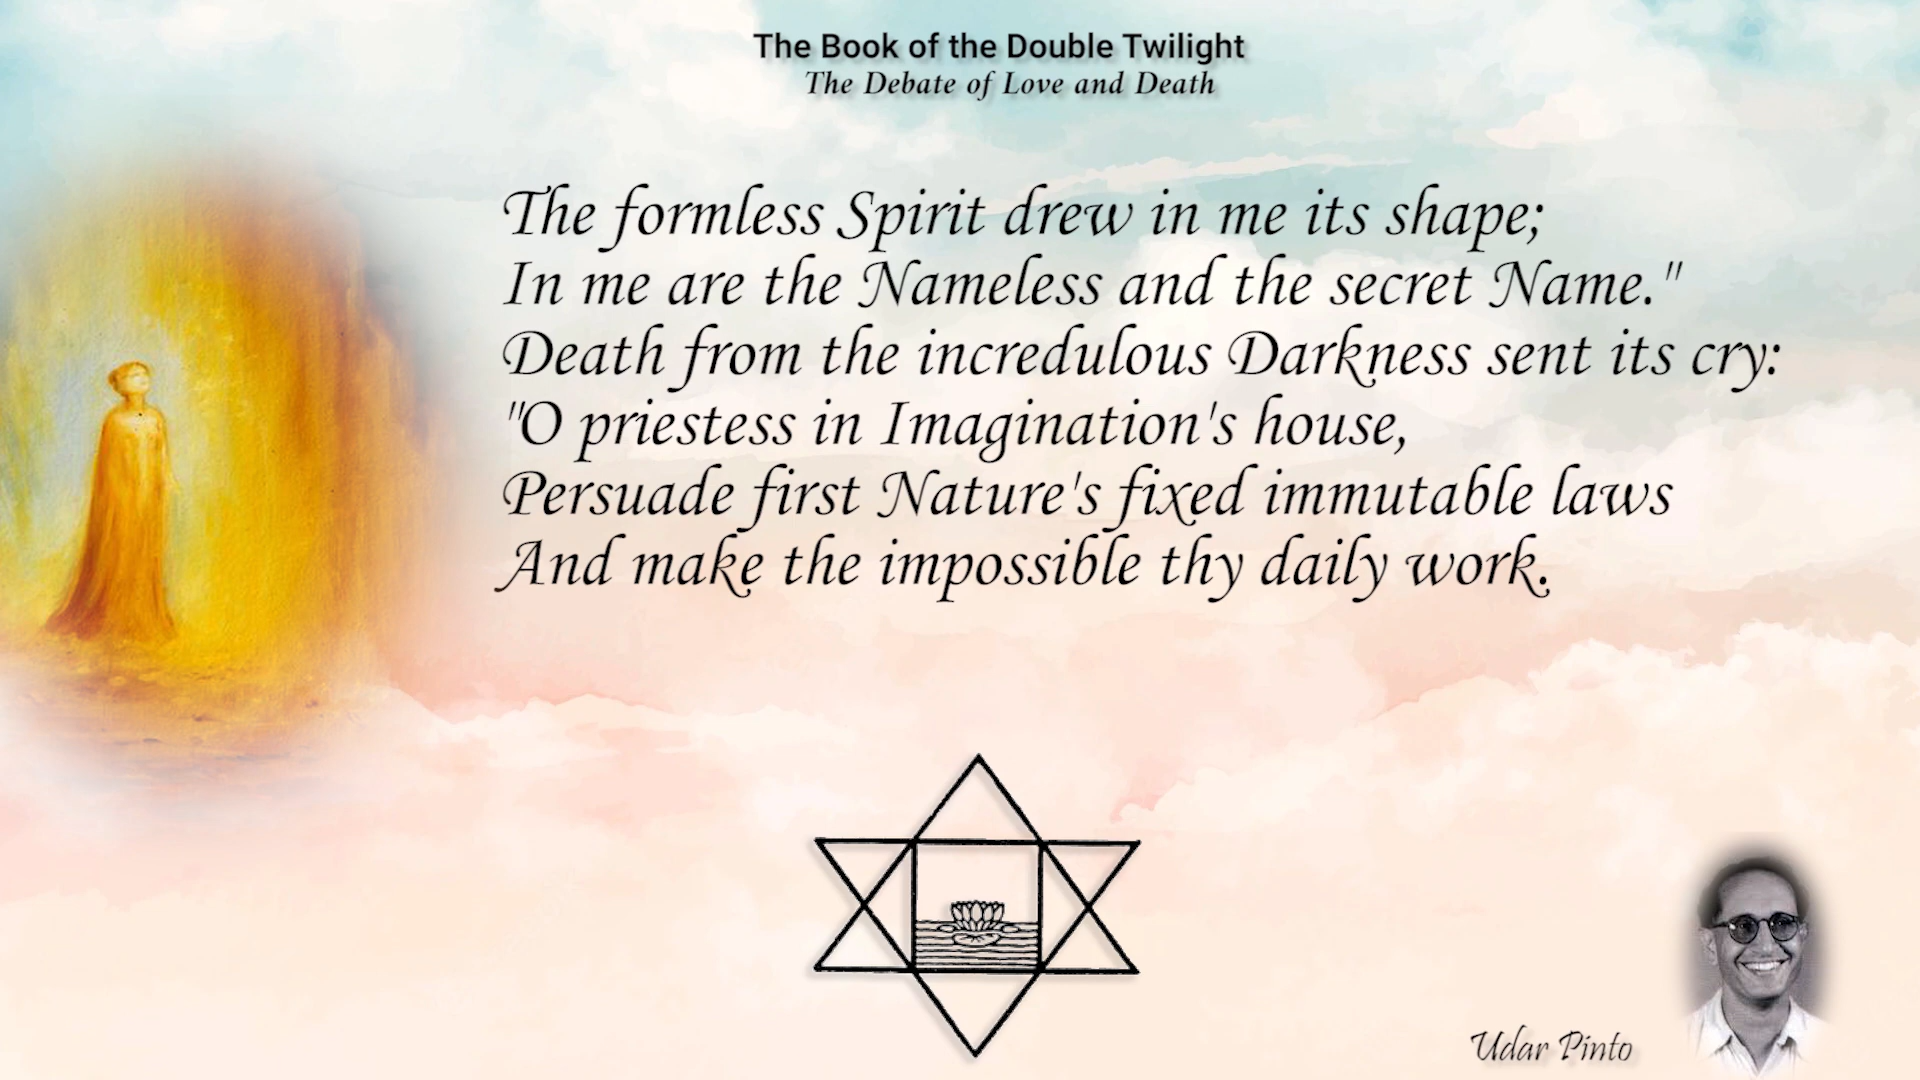 The Book of the Double Twilight
The Debate of Love and Death
The formless Spirit drew in me its shape;
In me are the Nameless and the secret Name."
Death from the incredulous Darkness sent its cry:
"O priestess in Imagination's house,
Persuade first Nature's fixed immutable laws
And make the impossible thy daily work.
Udar Pinto